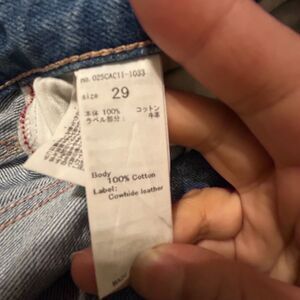 no. 025CAC11-1033
size 29
本体 100% コットン
ラベル部分: 牛革
Body
100% Cotton
Label:
Cowhide leather